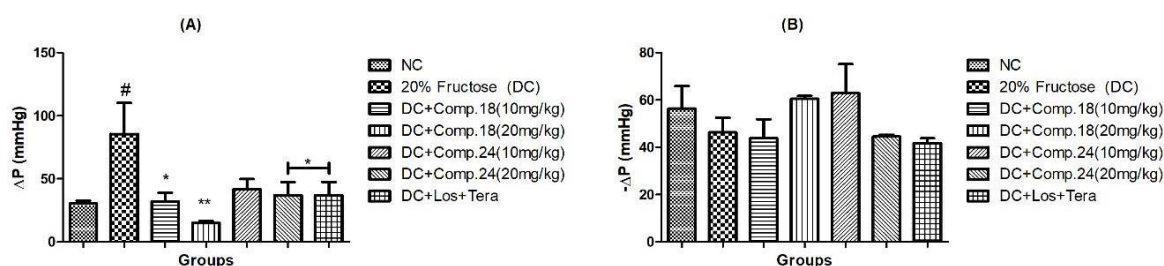 (A)
150
100
50
0
ΔP (mmHg)
#
*
**
*
Groups
NC
20% Fructose (DC)
DC+Comp.18(10mg/kg)
DC+Comp.18(20mg/kg)
DC+Comp.24(10mg/kg)
DC+Comp.24(20mg/kg)
DC+Los+Tera
(B)
80
60
40
20
0
-ΔP (mmHg)
Groups
NC
20% Fructose (DC)
DC+Comp.18(10mg/kg)
DC+Comp.18(20mg/kg)
DC+Comp.24(10mg/kg)
DC+Comp.24(20mg/kg)
DC+Los+Tera